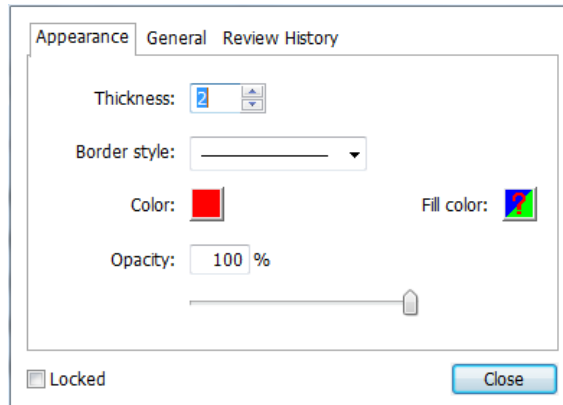 Appearance General Review History
Thickness: 2
Border style:
Color: Fill color: ?
Opacity: 100 %
Locked Close